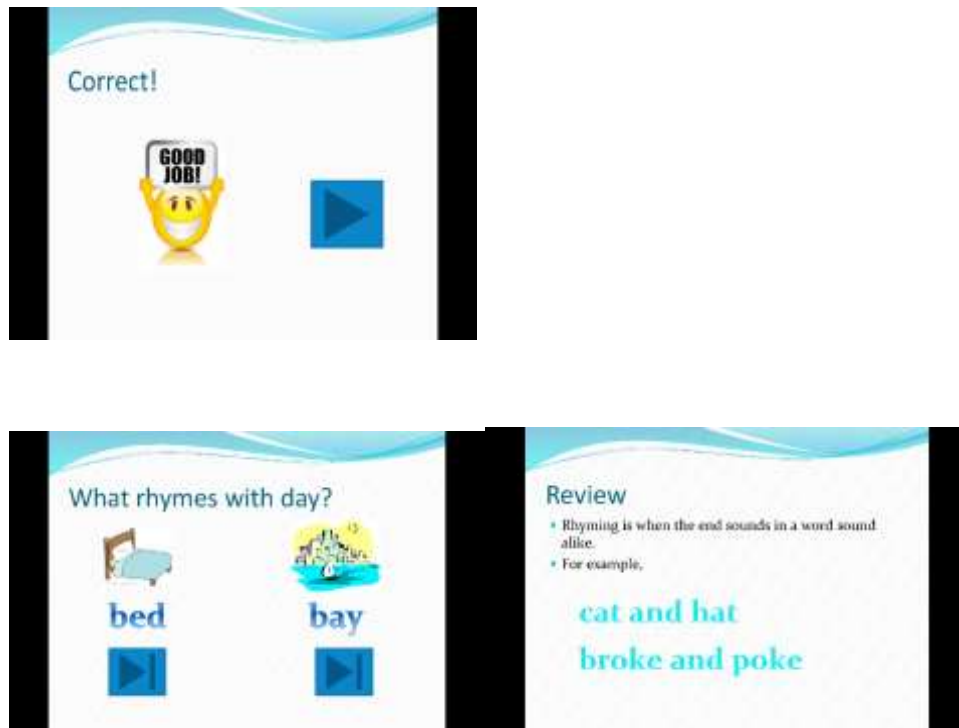 Correct!
GOOD
JOB!
What rhymes with day?
bed bay
Review
Rhyming is when the end sounds in a word sound
alike.
For example,
cat and hat
broke and poke